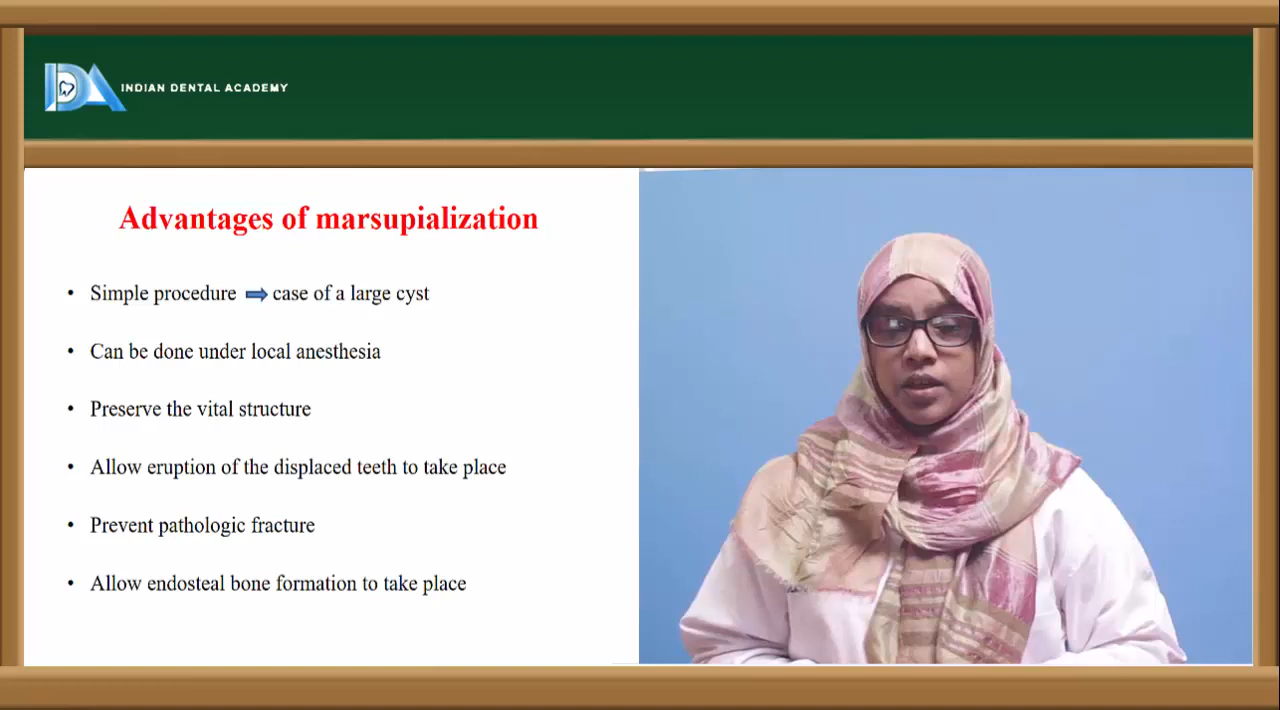 IDA INDIAN DENTAL ACADEMY
Advantages of marsupialization
• Simple procedure ➡ case of a large cyst
• Can be done under local anesthesia
• Preserve the vital structure
• Allow eruption of the displaced teeth to take place
• Prevent pathologic fracture
• Allow endosteal bone formation to take place